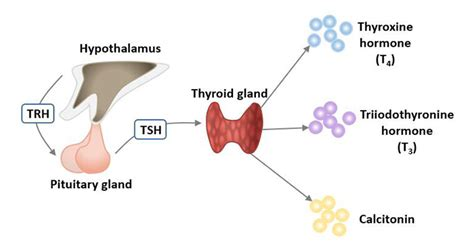 Hypothalamus
TRH
Pituitary gland
TSH
Thyroid gland
Thyroxine
hormone
(T₄)
Triiodothyronine
hormone
(T₃)
Calcitonin